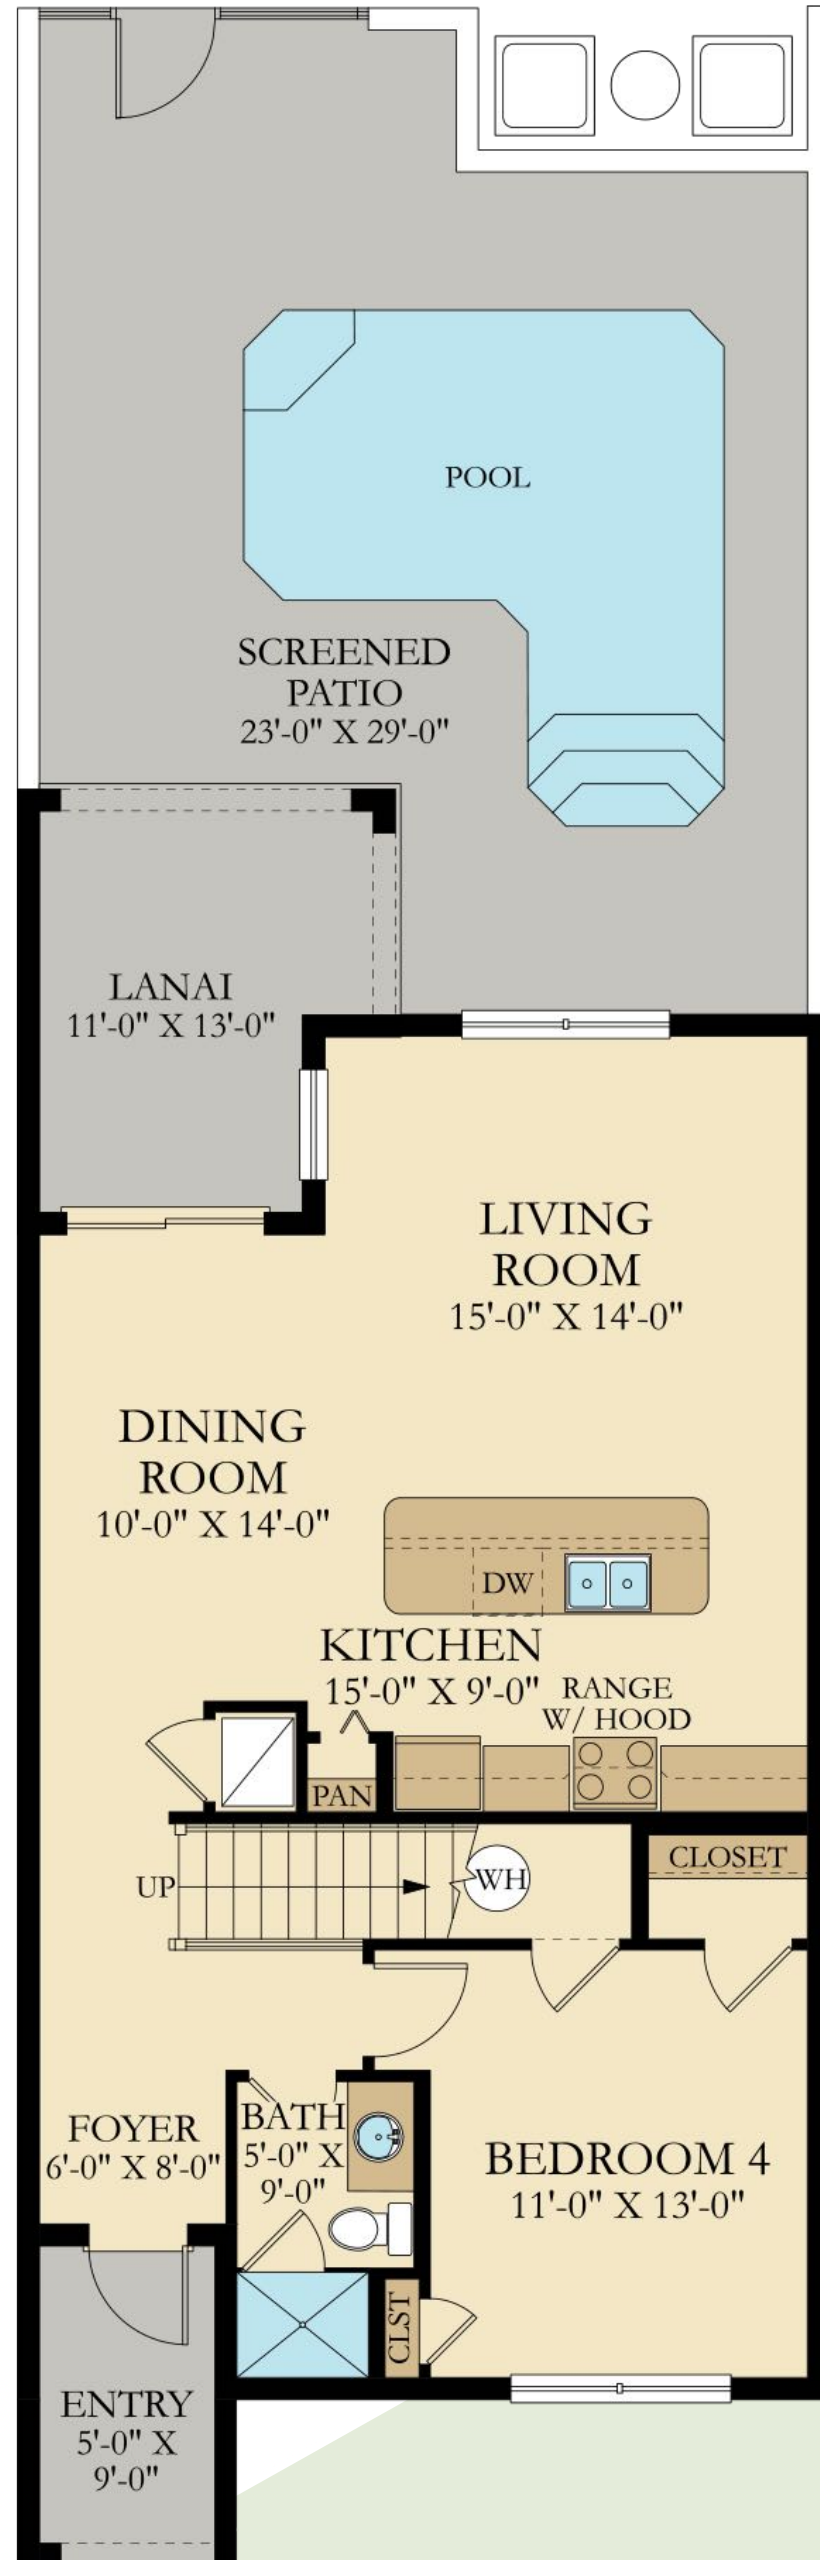 POOL
SCREENED
PATIO
23'-0" X 29'-0"
LANAI
11'-0" X 13'-0"
LIVING
ROOM
15'-0" X 14'-0"
DINING
ROOM
10'-0" X 14'-0"
DW
KITCHEN
15'-0" X 9'-0"
RANGE
W/ HOOD
PAN
CLOSET
UP
WH
FOYER
6'-0" X 8'-0"
BATH
5'-0" X
9'-0"
BEDROOM 4
11'-0" X 13'-0"
CLST
ENTRY
5'-0" X
9'-0"